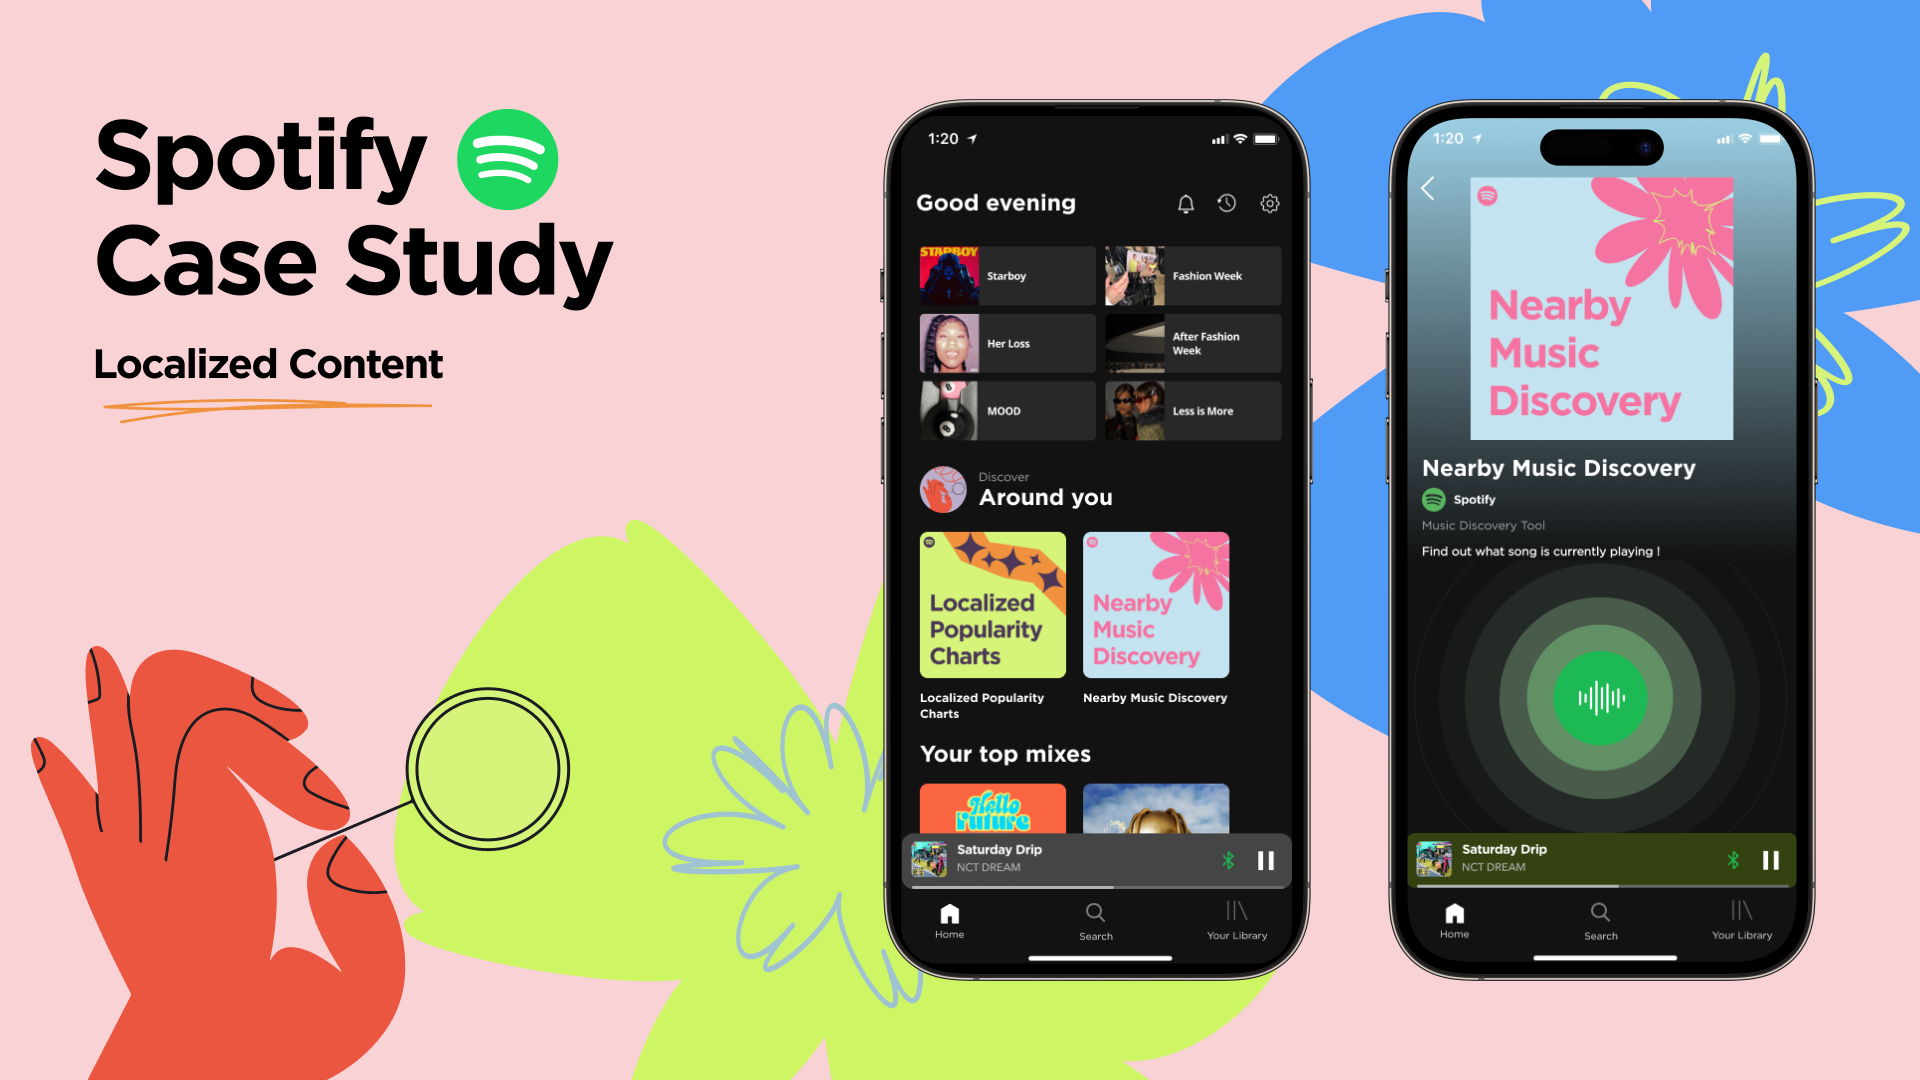 Spotify
Case Study
Localized Content
1:20
Good evening
STARBOY
Starboy
Fashion Week
Her Loss
After Fashion
Week
MOOD
Less is More
Discover
Around you
Localized
Popularity
Charts
Nearby
Music
Discovery
Localized Popularity
Charts
Nearby Music Discovery
Your top mixes
Hello
Future
Saturday Drip
NCT DREAM
Home
Search
Your Library
1:20
Nearby
Music
Discovery
Nearby Music Discovery
Spotify
Music Discovery Tool
Find out what song is currently playing !
Saturday Drip
NCT DREAM
Home
Search
Your Library